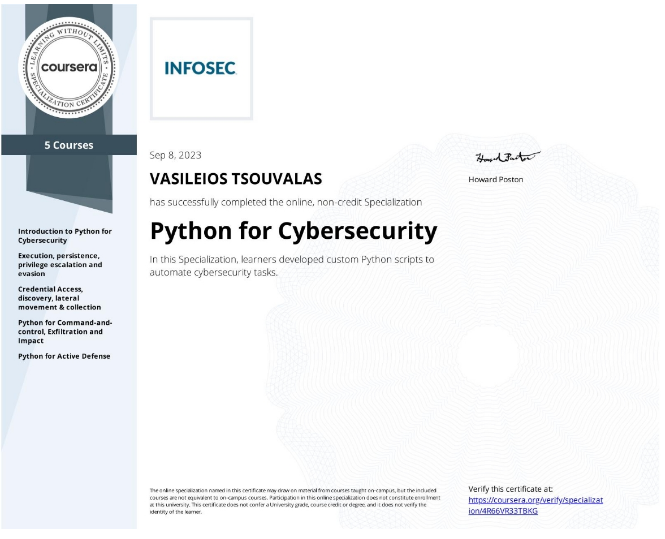 LEARNING WITHOUT LIMITS
coursera
SPECIALIZATION CERTIFICATE
5 Courses
Introduction to Python for
Cybersecurity
Execution, persistence,
privilege escalation and
evasion
Credential Access,
discovery, lateral
movement & collection
Python for Command-and-
control, Exfiltration and
Impact
Python for Active Defense
INFOSEC
Sep 8, 2023
VASILEIOS TSOUVALAS
has successfully completed the online, non-credit Specialization
Python for Cybersecurity
In this Specialization, learners developed custom Python scripts to
automate cybersecurity tasks.
Howard Poston
Howard Poston
The online specialization named in this certificate may draw on material from courses taught on-campus, but the included
courses are not equivalent to on-campus courses. Participation in this online specialization does not constitute enrollment
at this university. This certificate does not confer a University grade, course credit or degree, and it does not verify the
identity of the learner.
Verify this certificate at:
https://coursera.org/verify/specializat
ion/4R66VR33TBKG